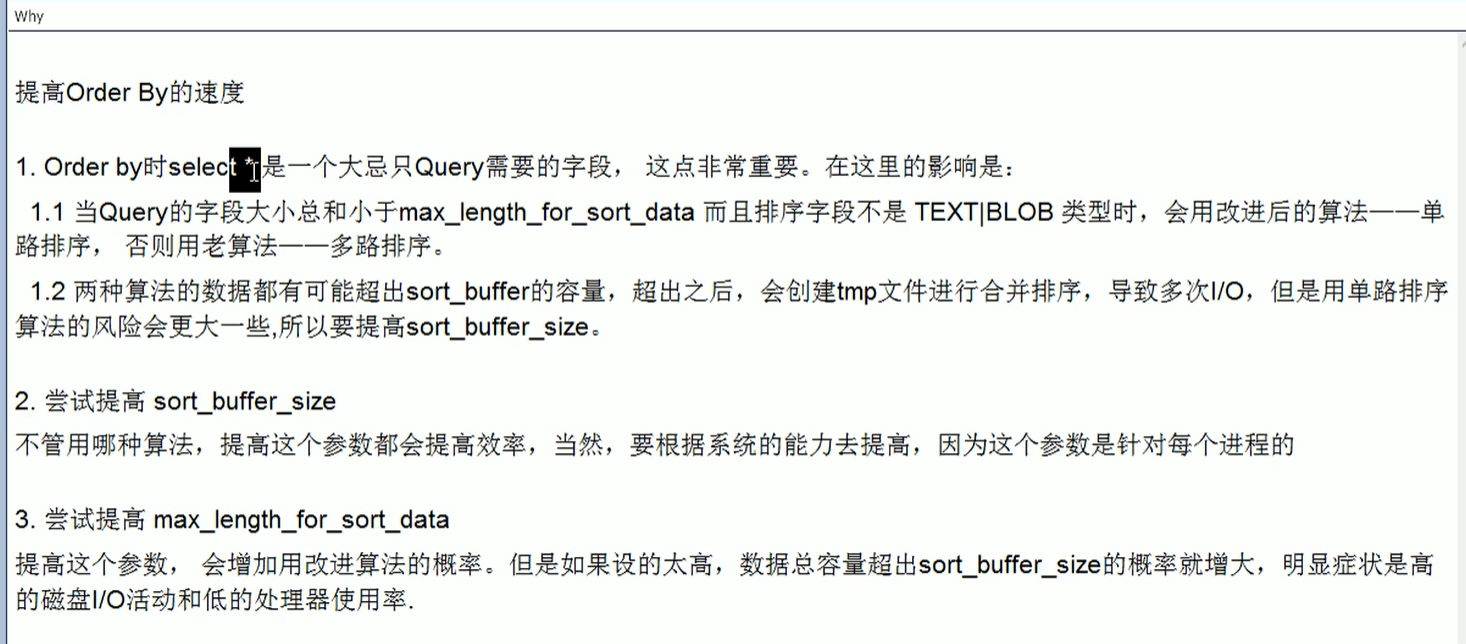 Why
提高Order By的速度
1. Order by时select * 是一个大忌只Query需要的字段， 这点非常重要。在这里的影响是：
1.1 当Query的字段大小总和小于max_length_for_sort_data 而且排序字段不是 TEXT|BLOB 类型时，会用改进后的算法——单
路排序， 否则用老算法——多路排序。
1.2 两种算法的数据都有可能超出sort_buffer的容量，超出之后，会创建tmp文件进行合并排序，导致多次I/O，但是用单路排序
算法的风险会更大一些,所以要提高sort_buffer_size。
2. 尝试提高 sort_buffer_size
不管用哪种算法，提高这个参数都会提高效率，当然，要根据系统的能力去提高，因为这个参数是针对每个进程的
3. 尝试提高 max_length_for_sort_data
提高这个参数， 会增加用改进算法的概率。但是如果设的太高，数据总容量超出sort_buffer_size的概率就增大，明显症状是高
的磁盘I/O活动和低的处理器使用率.